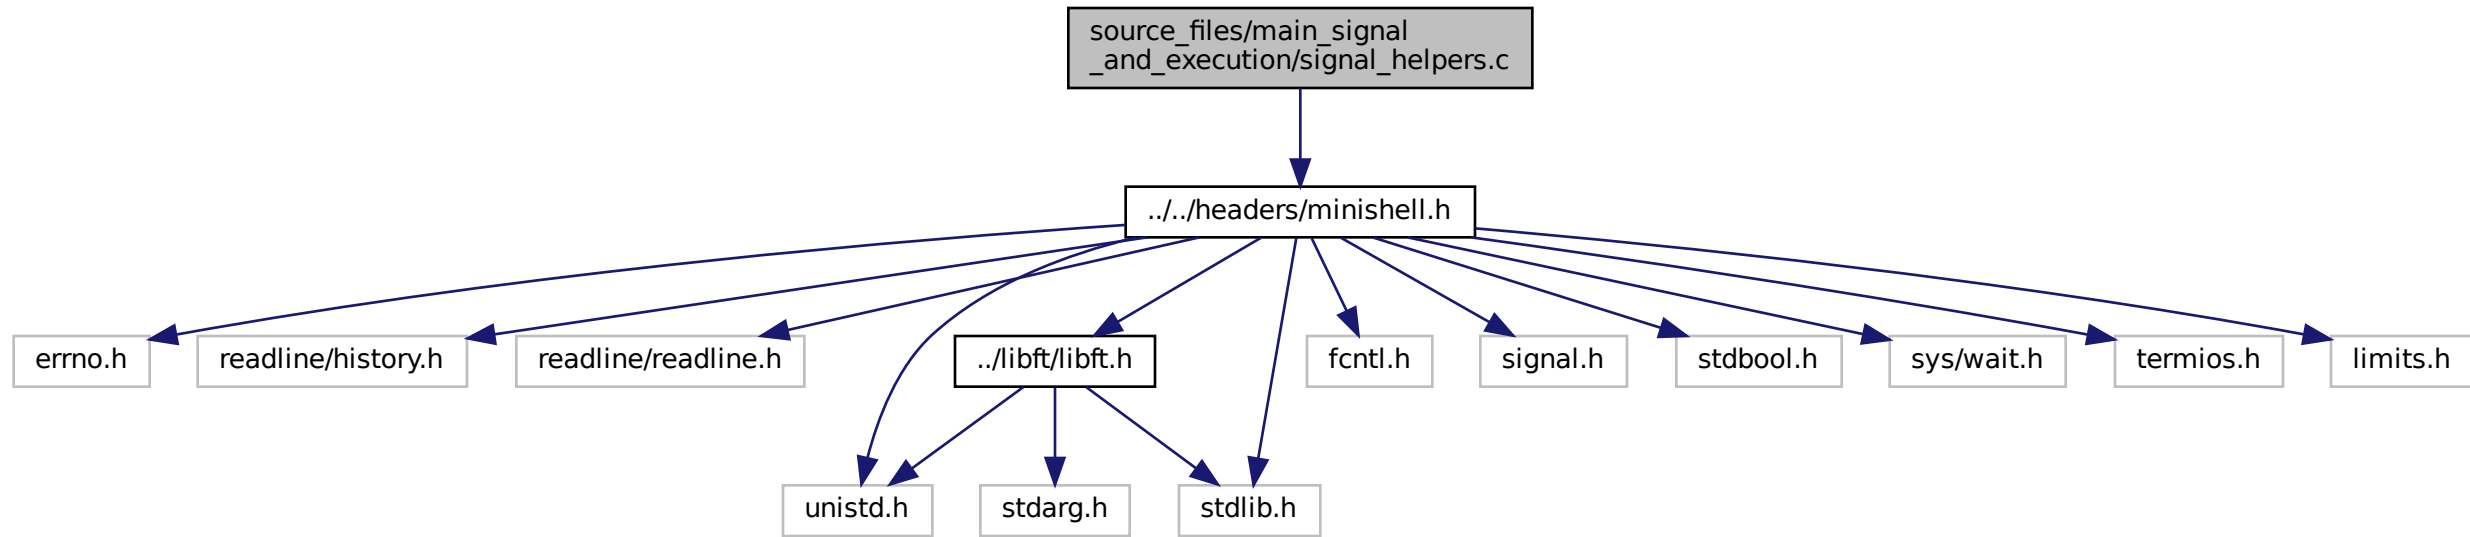 source_files/main_signal
_and_execution/signal_helpers.c
../../headers/minishell.h
errno.h
readline/history.h
readline/readline.h
../libft/libft.h
fcntl.h
signal.h
stdbool.h
sys/wait.h
termios.h
limits.h
unistd.h
stdarg.h
stdlib.h